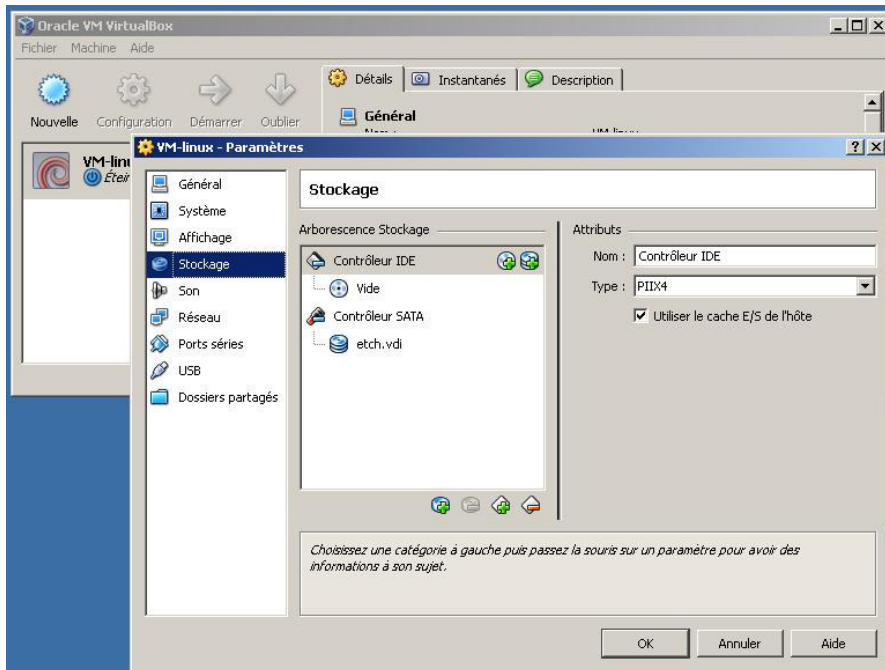 Oracle VM VirtualBox
Fichier Machine Aide
Nouvelle Configuration Démarrer Oublier
Détails Instantanés Description
Général
VM-linux - Paramètres
Général
Système
Affichage
Stockage
Son
Réseau
Ports séries
USB
Dossiers partagés
Stockage
Arborescence Stockage
Contrôleur IDE
Vide
Contrôleur SATA
etch.vdi
Attributs
Nom : Contrôleur IDE
Type : PIIX4
Utiliser le cache E/S de l'hôte
Choisissez une catégorie à gauche puis passez la souris sur un paramètre pour avoir des
informations à son sujet.
OK Annuler Aide